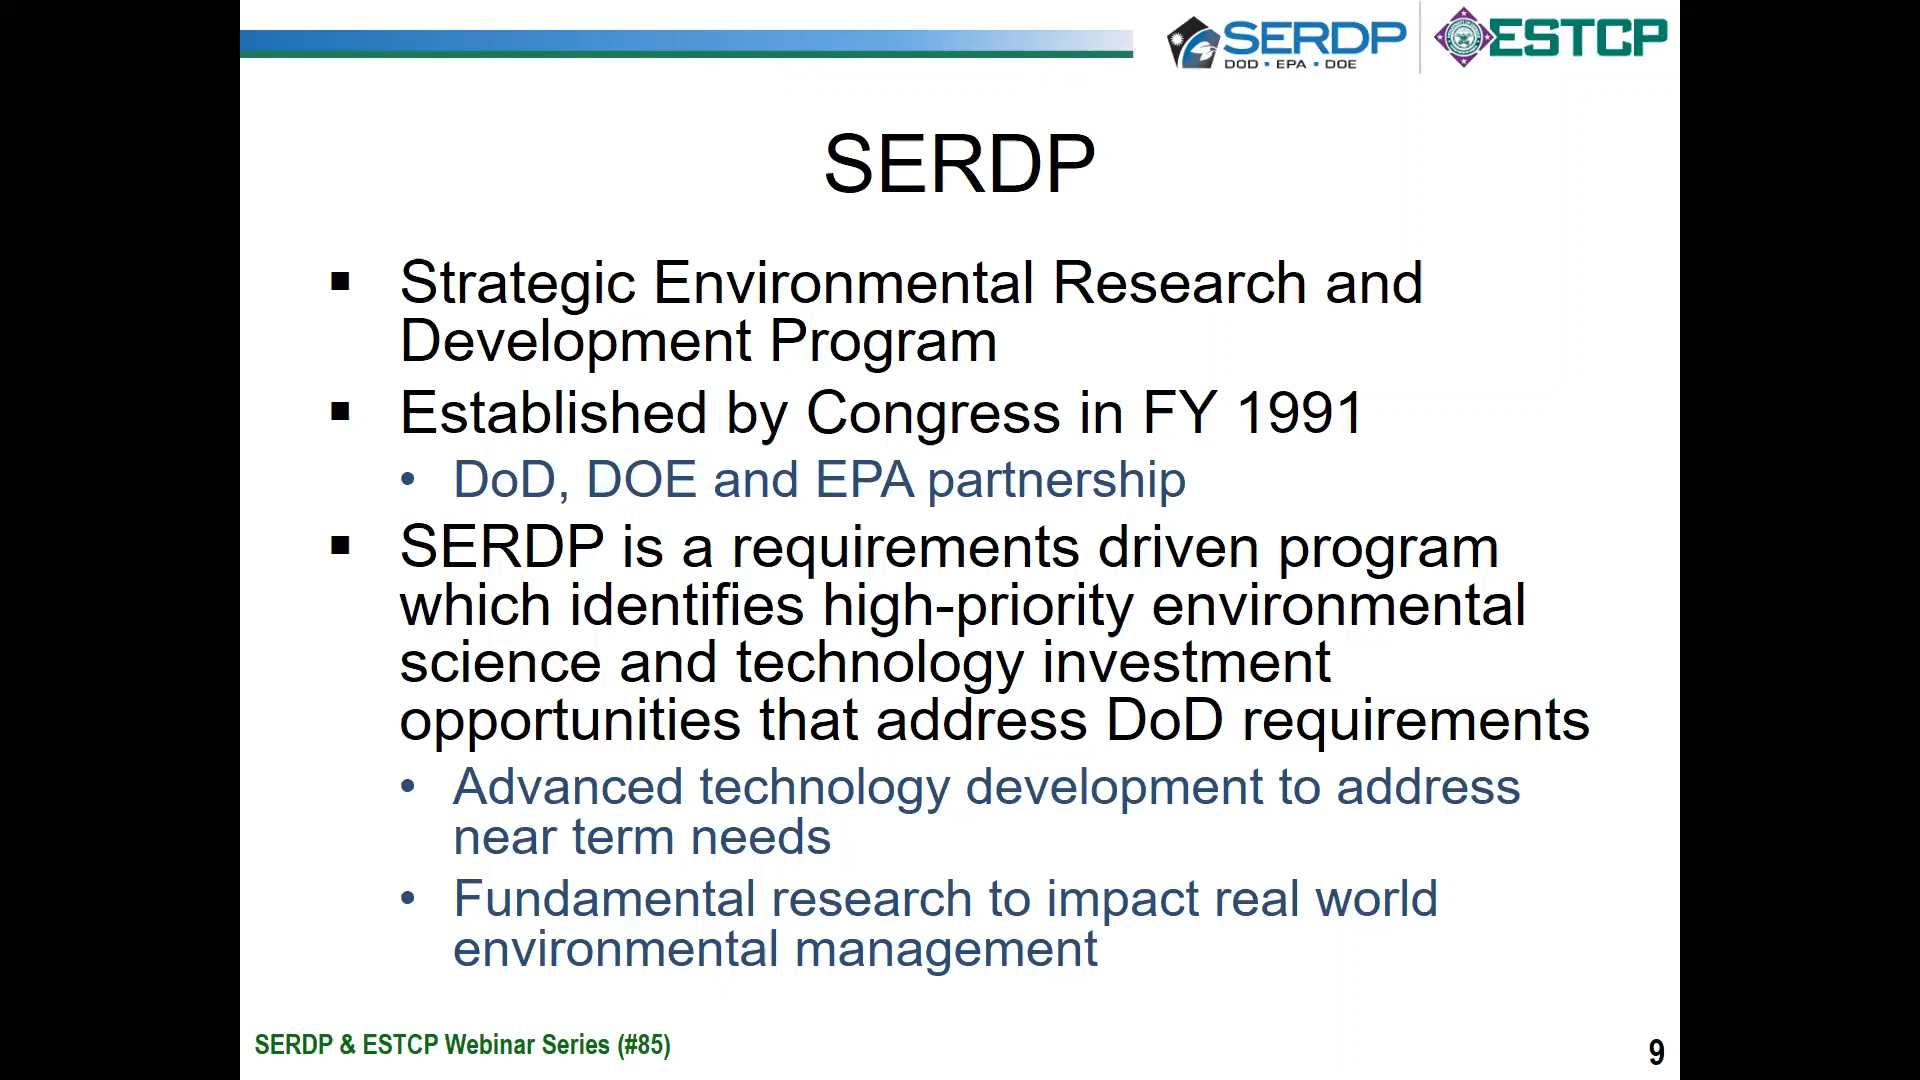 SERDP
DOD ▪ EPA ▪ DOE
ESTCP
SERDP
▪ Strategic Environmental Research and
Development Program
▪ Established by Congress in FY 1991
• DoD, DOE and EPA partnership
▪ SERDP is a requirements driven program
which identifies high-priority environmental
science and technology investment
opportunities that address DoD requirements
• Advanced technology development to address
near term needs
• Fundamental research to impact real world
environmental management
SERDP & ESTCP Webinar Series (#85)
9